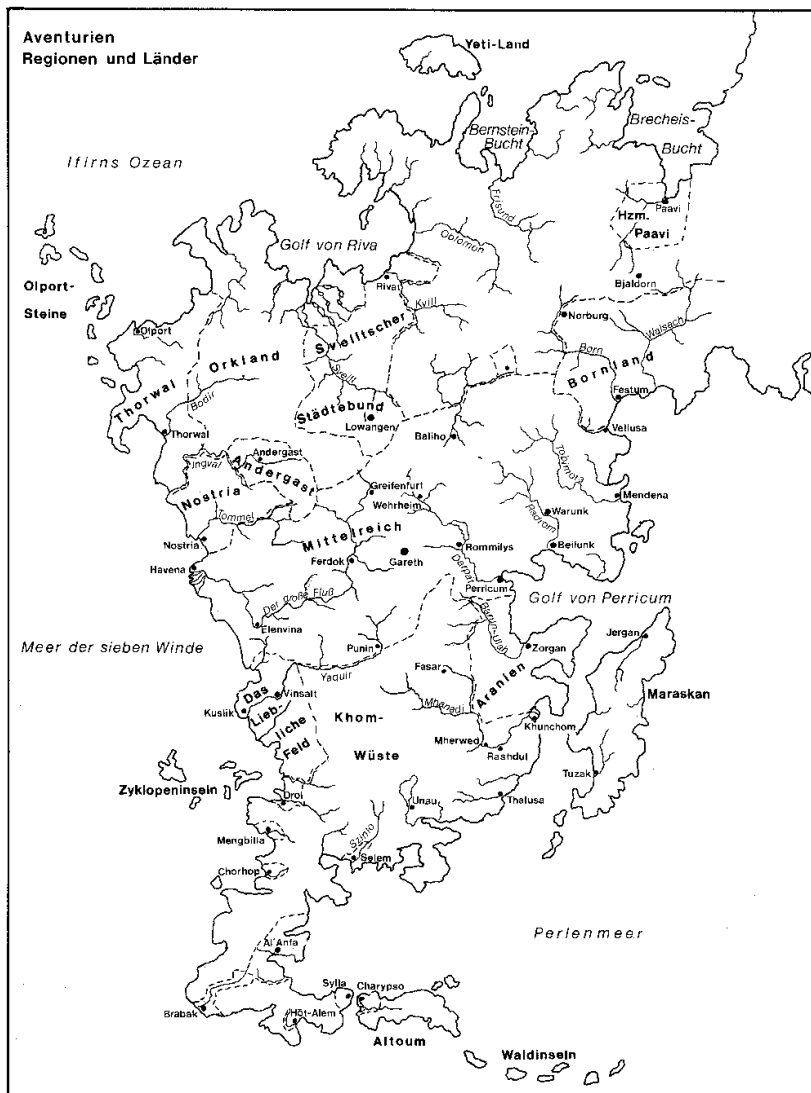 Aventurien
Regionen und Länder
Yeti-Land
Bernstein-
Bucht
Brecheis-
Bucht
Ifirns Ozean
Frisund
Paavi
Hzm.
Paavi
Golf von Riva
Oblomon
Olport-
Steine
Riva
Bjaldorn
Kvill
Norburg
Walsach
Olport
Svelltscher
Orkland
Born
Bornland
Thorwal
Svellt
Bodir
Festum
Städtebund
Lowangen
Thorwal
Baliho
Vallusa
Andergast
Ingval
Andergast
Tobymora
Nostria
Greifenfurt
Wehrheim
Mendena
Tommel
Radrom
Warunk
Mittelreich
Nostria
Rommilys
Beilunk
Havena
Ferdok
Gareth
Darpat
Perricum
Der große Fluß
Barun-Ulah
Golf von Perricum
Elenvina
Jergan
Meer der sieben Winde
Punin
Zorgan
Yaquir
Fasar
Aranien
Das
Vinsalt
Maraskan
Kuslik
Lieb-
Mhanadi
liche
Khom-
Khunchom
Feld
Mherwed
Wüste
Rashdul
Tuzak
Zyklopeninseln
Drol
Unau
Thalusa
Mengbilla
Szinto
Selem
Chorhop
Perlenmeer
Al'Anfa
Sylla
Charypso
Brabak
Hôt-Alem
Altoum
Waldinseln